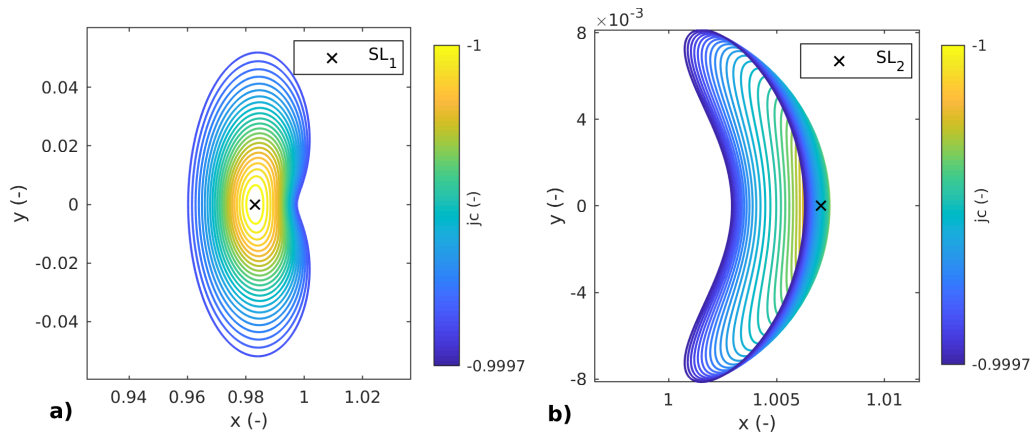 SL1
0.04
0.02
0
-0.02
-0.04
y (-)
0.94
0.96
0.98
1
1.02
x (-)
a)
-1
jc (-)
-0.9997
×10-3
SL2
8
4
0
-4
-8
y (-)
1
1.005
1.01
x (-)
b)
-1
jc (-)
-0.9997